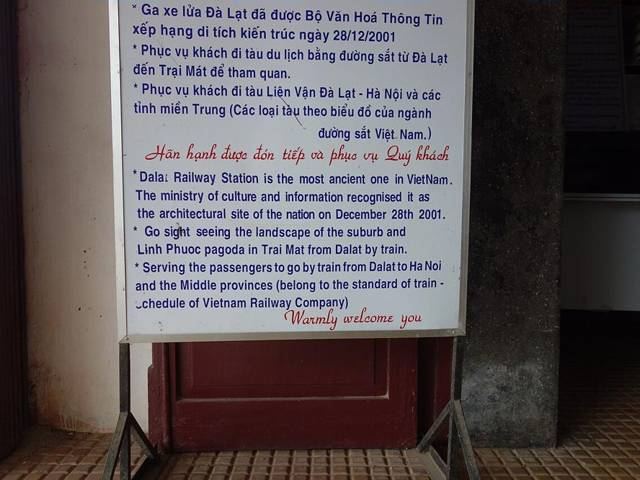 * Ga xe lửa Đà Lạt đã được Bộ Văn Hoá Thông Tin
xếp hạng di tích kiến trúc ngày 28/12/2001
* Phục vụ khách đi tàu du lịch bằng đường sắt từ Đà Lạt
đến Trại Mát để tham quan.
* Phục vụ khách đi tàu Liên Vận Đà Lạt - Hà Nội và các
tỉnh miền Trung (Các loại tàu theo biểu đồ của ngành
đường sắt Việt Nam.)
Hân hạnh được đón tiếp và phục vụ Quý khách
* Dalat Railway Station is the most ancient one in VietNam.
The ministry of culture and information recognised it as
the architectural site of the nation on December 28th 2001.
* Go sight seeing the landscape of the suburb and
Linh Phuoc pagoda in Trai Mat from Dalat by train.
* Serving the passengers to go by train from Dalat to Ha Noi
and the Middle provinces (belong to the standard of train -
schedule of Vietnam Railway Company)
Warmly welcome you